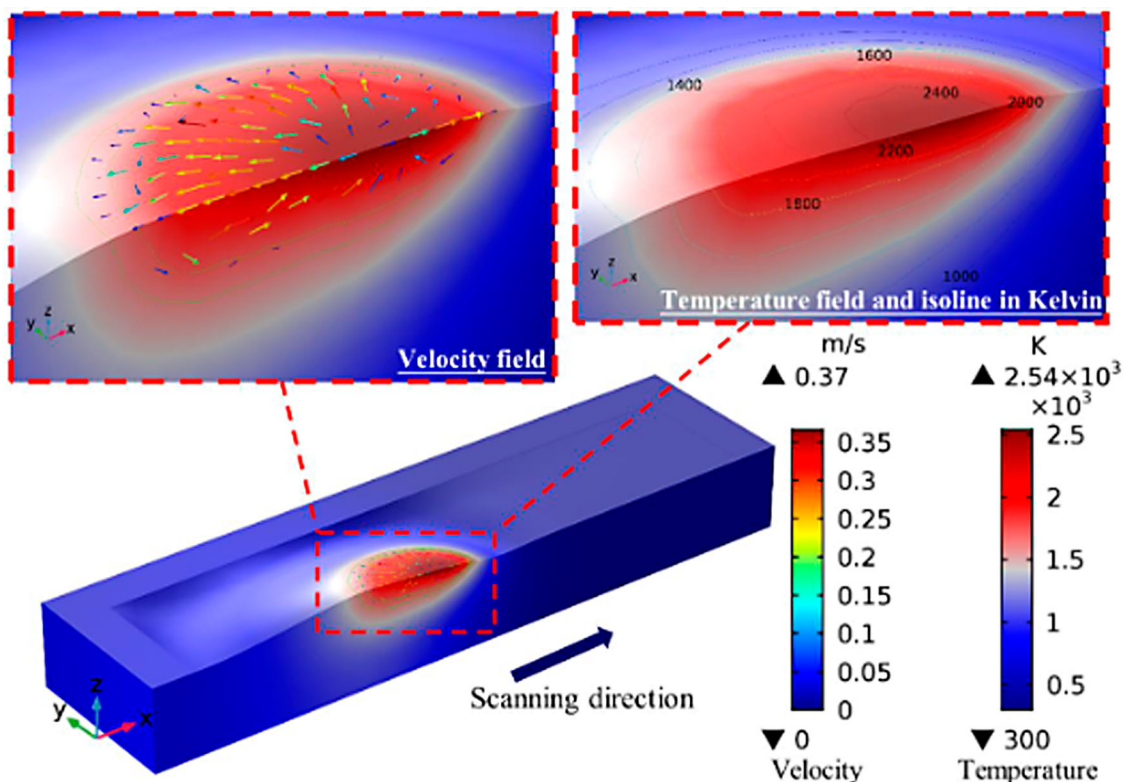 1600
1400
2400
2000
2200
1800
1000
z
y
x
Velocity field
z
y
x
Temperature field and isoline in Kelvin
m/s
K
▲ 0.37
▲ 2.54×10³
×10³
0.35
0.3
0.25
0.2
0.15
0.1
0.05
0
2.5
2
1.5
1
0.5
▼ 0
▼ 300
Velocity
Temperature
Scanning direction
z
y
x